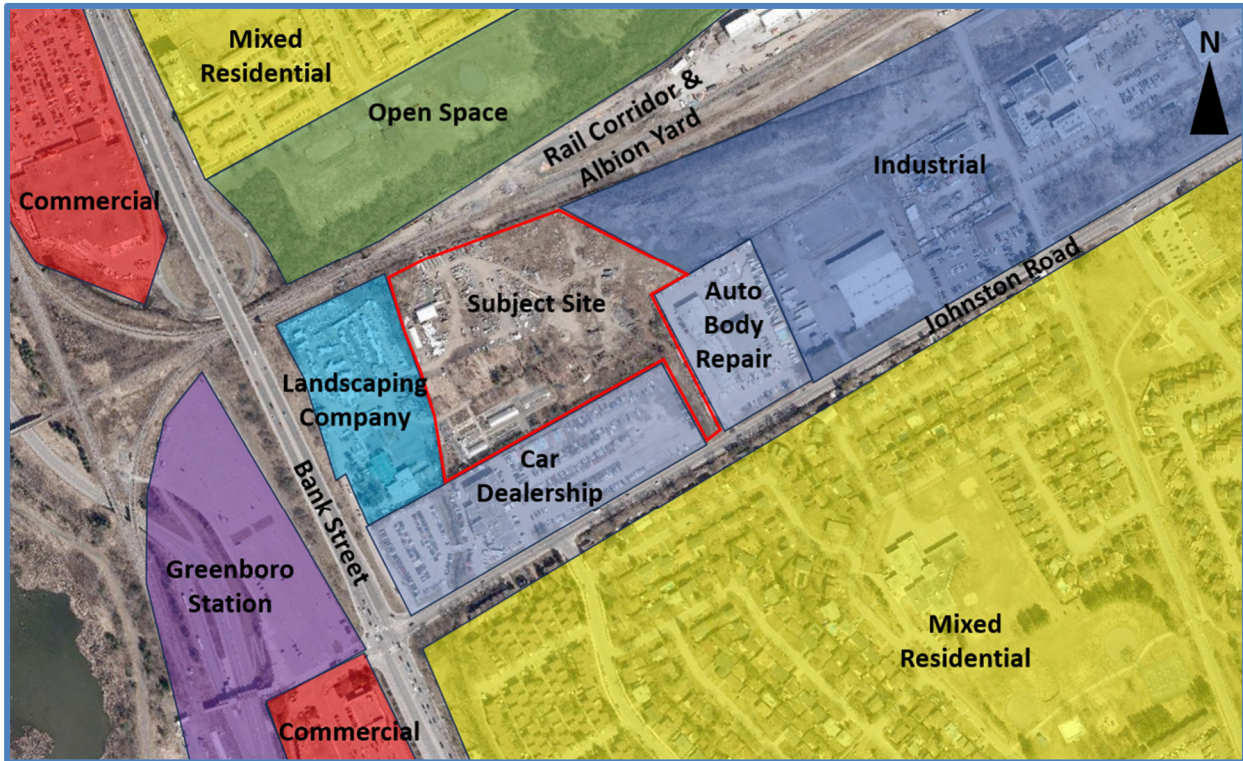 Mixed
Residential
N
Open Space
Rail Corridor &
Albion Yard
Industrial
Commercial
Subject Site
Auto
Body
Repair
Johnston Road
Landscaping
Company
Car
Dealership
Bank Street
Greenboro
Station
Mixed
Residential
Commercial